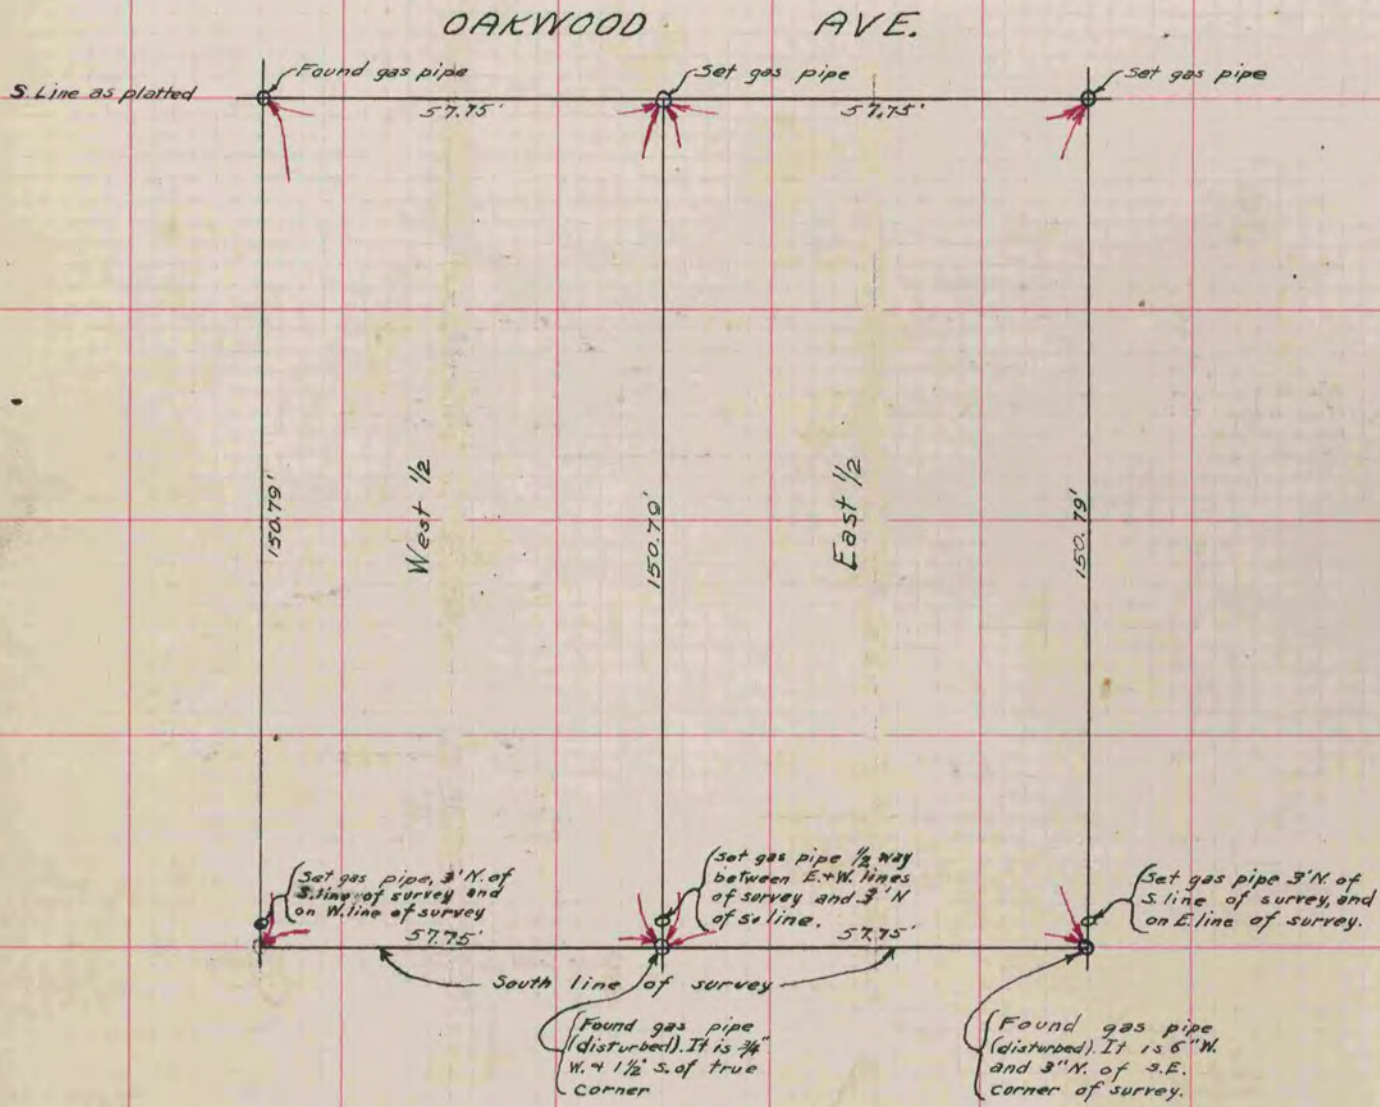 OAKWOOD AVE.
Found gas pipe
Set gas pipe
Set gas pipe
S. Line as platted
57.75'
57.75'
150.79'
West 1/2
150.79'
East 1/2
150.79'
Set gas pipe, 3'N. of
S. line of survey and
on W. line of survey
Set gas pipe 1/2 way
between E.+W. lines
of survey and 3'N
of so line.
Set gas pipe 3'N. of
S. line of survey, and
on E. line of survey.
57.75'
57.75'
South line of survey
Found gas pipe
(disturbed). It is 3/4"
W. + 1 1/2" S. of true
corner
Found gas pipe
(disturbed). It is 6"W.
and 3"N. of S.E.
corner of survey.